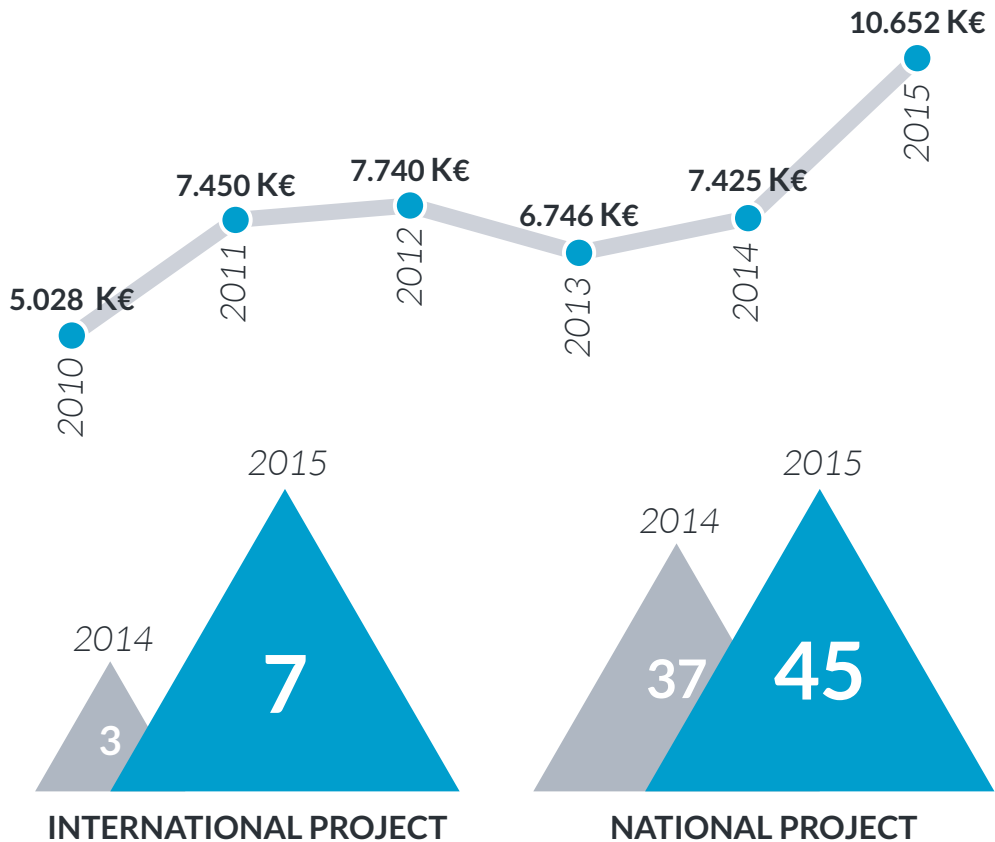 10.652 K€
2015
7.740 K€
2012
7.450 K€
2011
7.425 K€
2014
6.746 K€
2013
5.028 K€
2010
2015
2014
7
3
INTERNATIONAL PROJECT
2015
2014
45
37
NATIONAL PROJECT